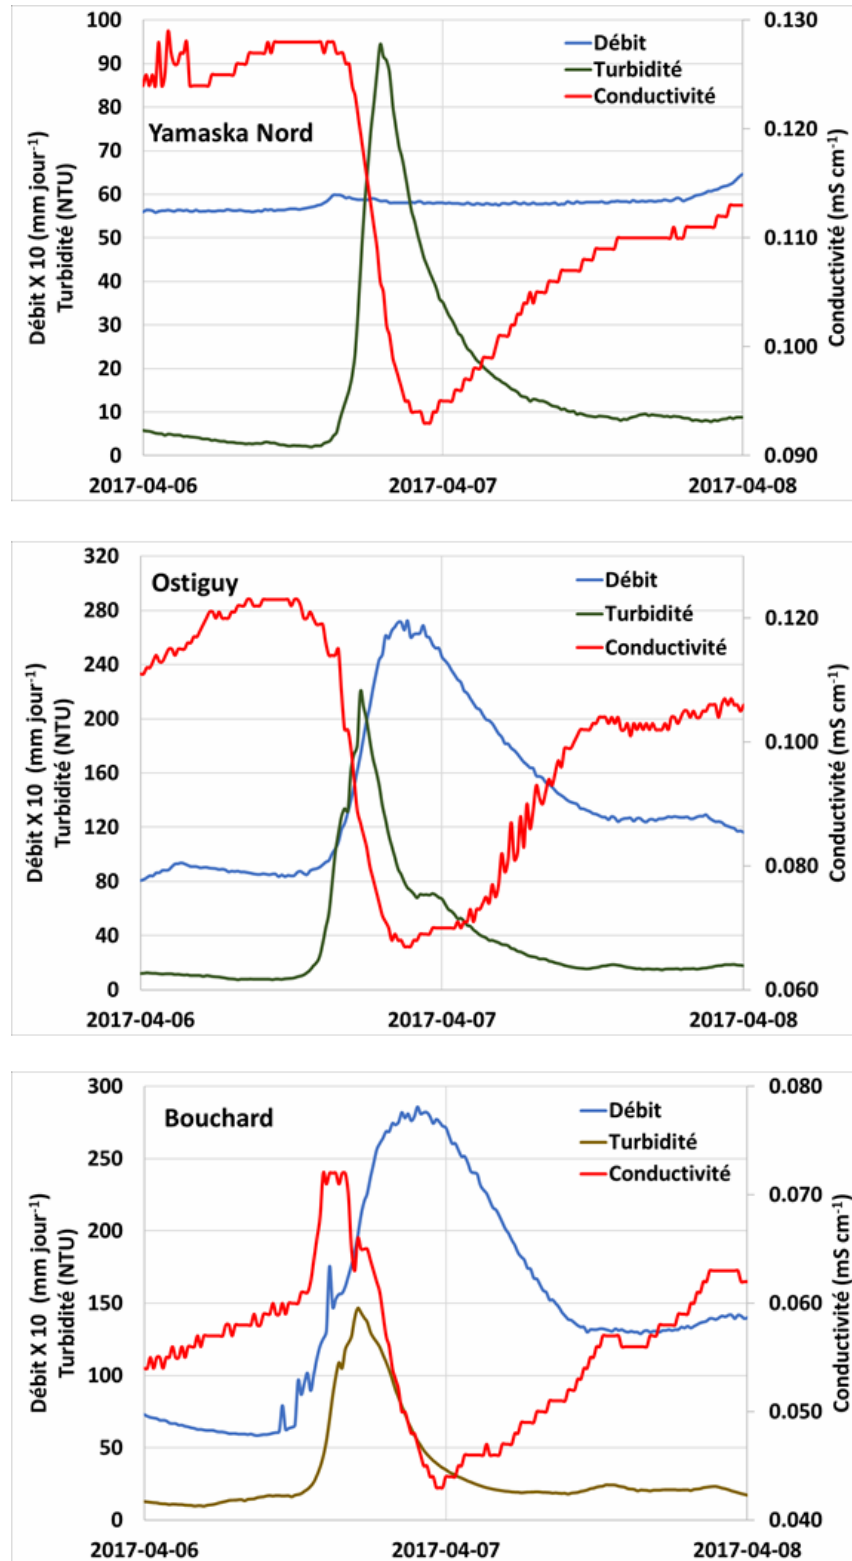 100
90
80
70
60
50
40
30
20
10
0
Débit X 10 (mm jour⁻¹)
Turbidité (NTU)
Yamaska Nord
Débit
Turbidité
Conductivité
0.130
0.120
0.110
0.100
0.090
Conductivité (mS cm⁻¹)
2017-04-06
2017-04-07
2017-04-08
320
280
240
200
160
120
80
40
0
Débit X 10 (mm jour⁻¹)
Turbidité (NTU)
Ostiguy
Débit
Turbidité
Conductivité
0.120
0.100
0.080
0.060
Conductivité (mS cm⁻¹)
2017-04-06
2017-04-07
2017-04-08
300
250
200
150
100
50
0
Débit X 10 (mm jour⁻¹)
Turbidité (NTU)
Bouchard
Débit
Turbidité
Conductivité
0.080
0.070
0.060
0.050
0.040
Conductivité (mS cm⁻¹)
2017-04-06
2017-04-07
2017-04-08